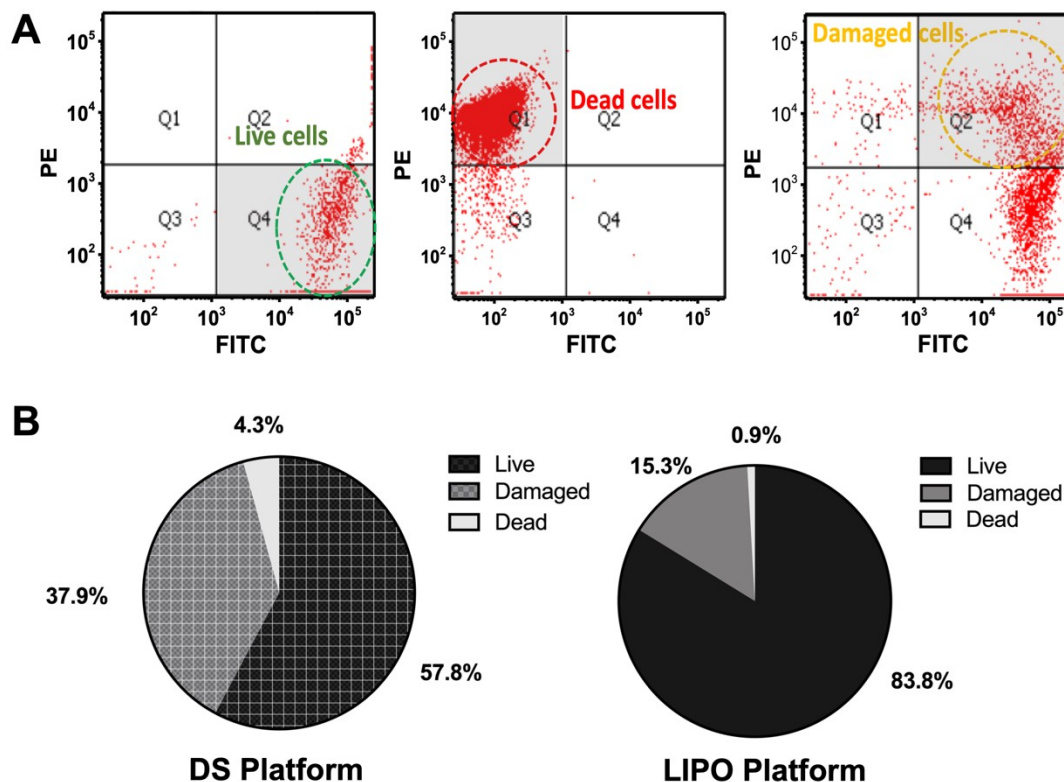 A
10⁵
10⁴
10³
10²
PE
Q1
Q2
Live cells
Q3
Q4
10² 10³ 10⁴ 10⁵
FITC
10⁵
10⁴
10³
10²
PE
Q1
Dead cells
Q2
Q3
Q4
10² 10³ 10⁴ 10⁵
FITC
Damaged cells
10⁵
10⁴
10³
10²
PE
Q1
Q2
Q3
Q4
10² 10³ 10⁴ 10⁵
FITC
B
4.3%
37.9%
57.8%
Live
Damaged
Dead
DS Platform
0.9%
15.3%
83.8%
Live
Damaged
Dead
LIPO Platform